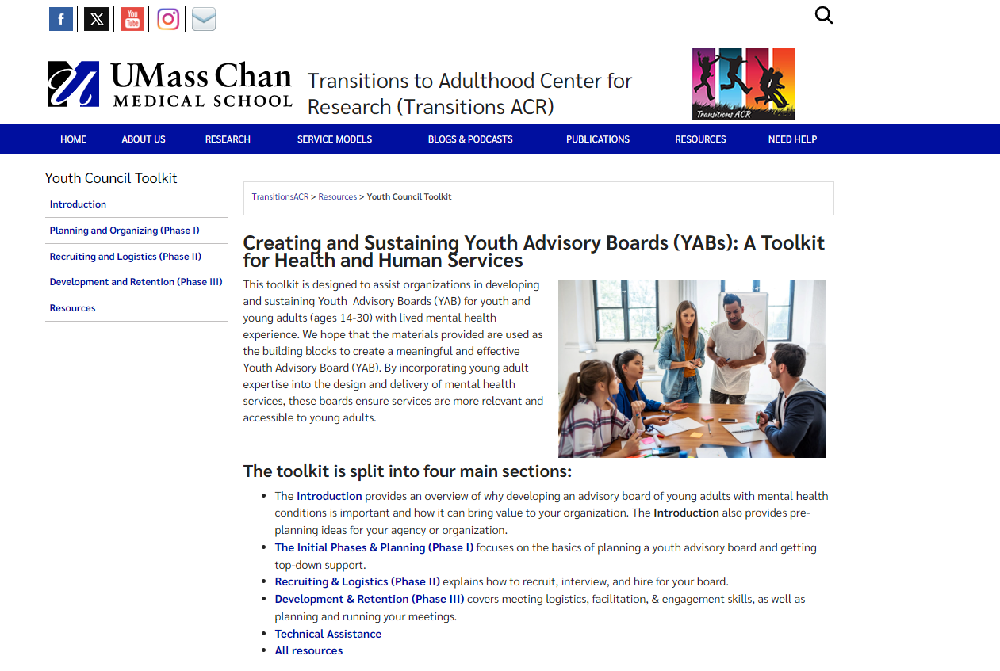 f
X
You
Tube
UMass Chan
MEDICAL SCHOOL
Transitions to Adulthood Center for
Research (Transitions ACR)
Transitions ACR
HOME ABOUT US RESEARCH SERVICE MODELS BLOGS & PODCASTS PUBLICATIONS RESOURCES NEED HELP
Youth Council Toolkit
Introduction
Planning and Organizing (Phase I)
Recruiting and Logistics (Phase II)
Development and Retention (Phase III)
Resources
TransitionsACR > Resources > Youth Council Toolkit
Creating and Sustaining Youth Advisory Boards (YABs): A Toolkit
for Health and Human Services
This toolkit is designed to assist organizations in developing
and sustaining Youth Advisory Boards (YAB) for youth and
young adults (ages 14-30) with lived mental health
experience. We hope that the materials provided are used as
the building blocks to create a meaningful and effective
Youth Advisory Board (YAB). By incorporating young adult
expertise into the design and delivery of mental health
services, these boards ensure services are more relevant and
accessible to young adults.
The toolkit is split into four main sections:
• The Introduction provides an overview of why developing an advisory board of young adults with mental health
conditions is important and how it can bring value to your organization. The Introduction also provides pre-
planning ideas for your agency or organization.
• The Initial Phases & Planning (Phase I) focuses on the basics of planning a youth advisory board and getting
top-down support.
• Recruiting & Logistics (Phase II) explains how to recruit, interview, and hire for your board.
• Development & Retention (Phase III) covers meeting logistics, facilitation, & engagement skills, as well as
planning and running your meetings.
• Technical Assistance
• All resources